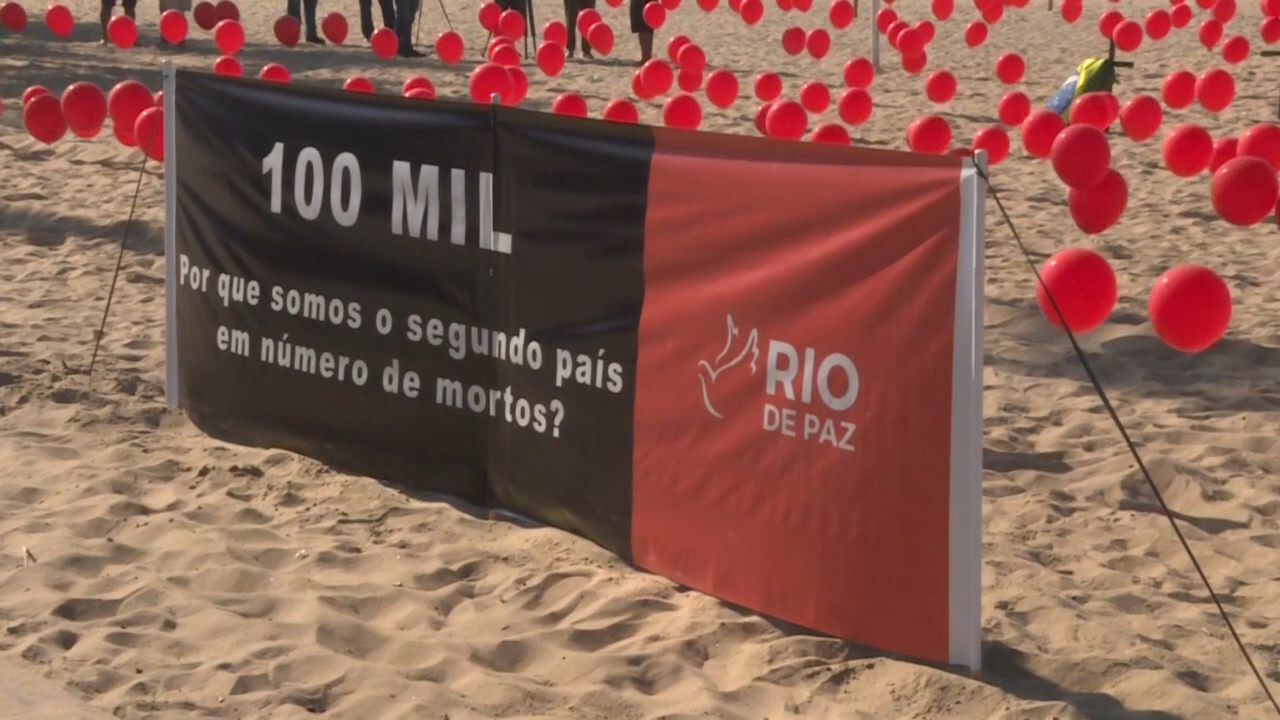 100 MIL
Por que somos o segundo país
em número de mortos?
RIO
DE PAZ